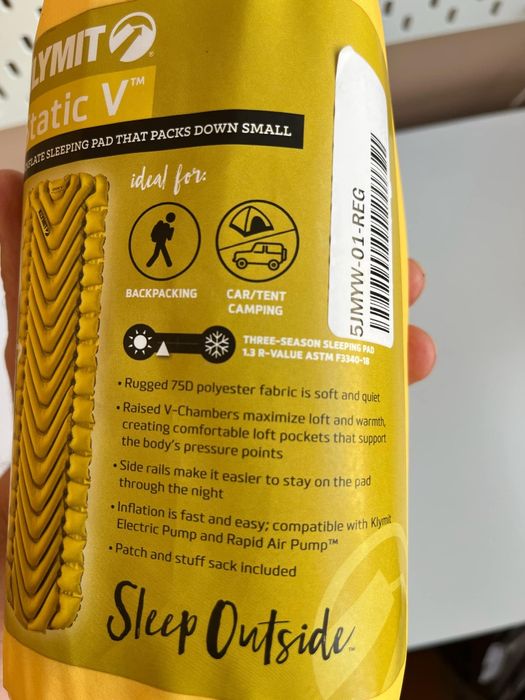 LYMIT
tatic V™
FLATE SLEEPING PAD THAT PACKS DOWN SMALL
ideal for:
BACKPACKING
CAR/TENT
CAMPING
THREE-SEASON SLEEPING PAD
1.3 R-VALUE ASTM F3340-18
• Rugged 75D polyester fabric is soft and quiet
• Raised V-Chambers maximize loft and warmth,
creating comfortable loft pockets that support
the body's pressure points
• Side rails make it easier to stay on the pad
through the night
• Inflation is fast and easy; compatible with Klymit
Electric Pump and Rapid Air Pump™
• Patch and stuff sack included
Sleep Outside™
5JMYW-01-REG